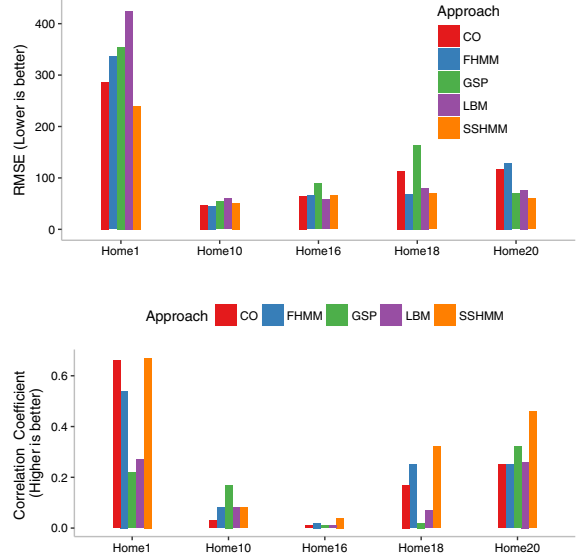 Approach
CO
FHMM
GSP
LBM
SSHMM
RMSE (Lower is better)
400
300
200
100
0
Home1 Home10 Home16 Home18 Home20
Approach CO FHMM GSP LBM SSHMM
Correlation Coefficient
(Higher is better)
0.6
0.4
0.2
0.0
Home1 Home10 Home16 Home18 Home20